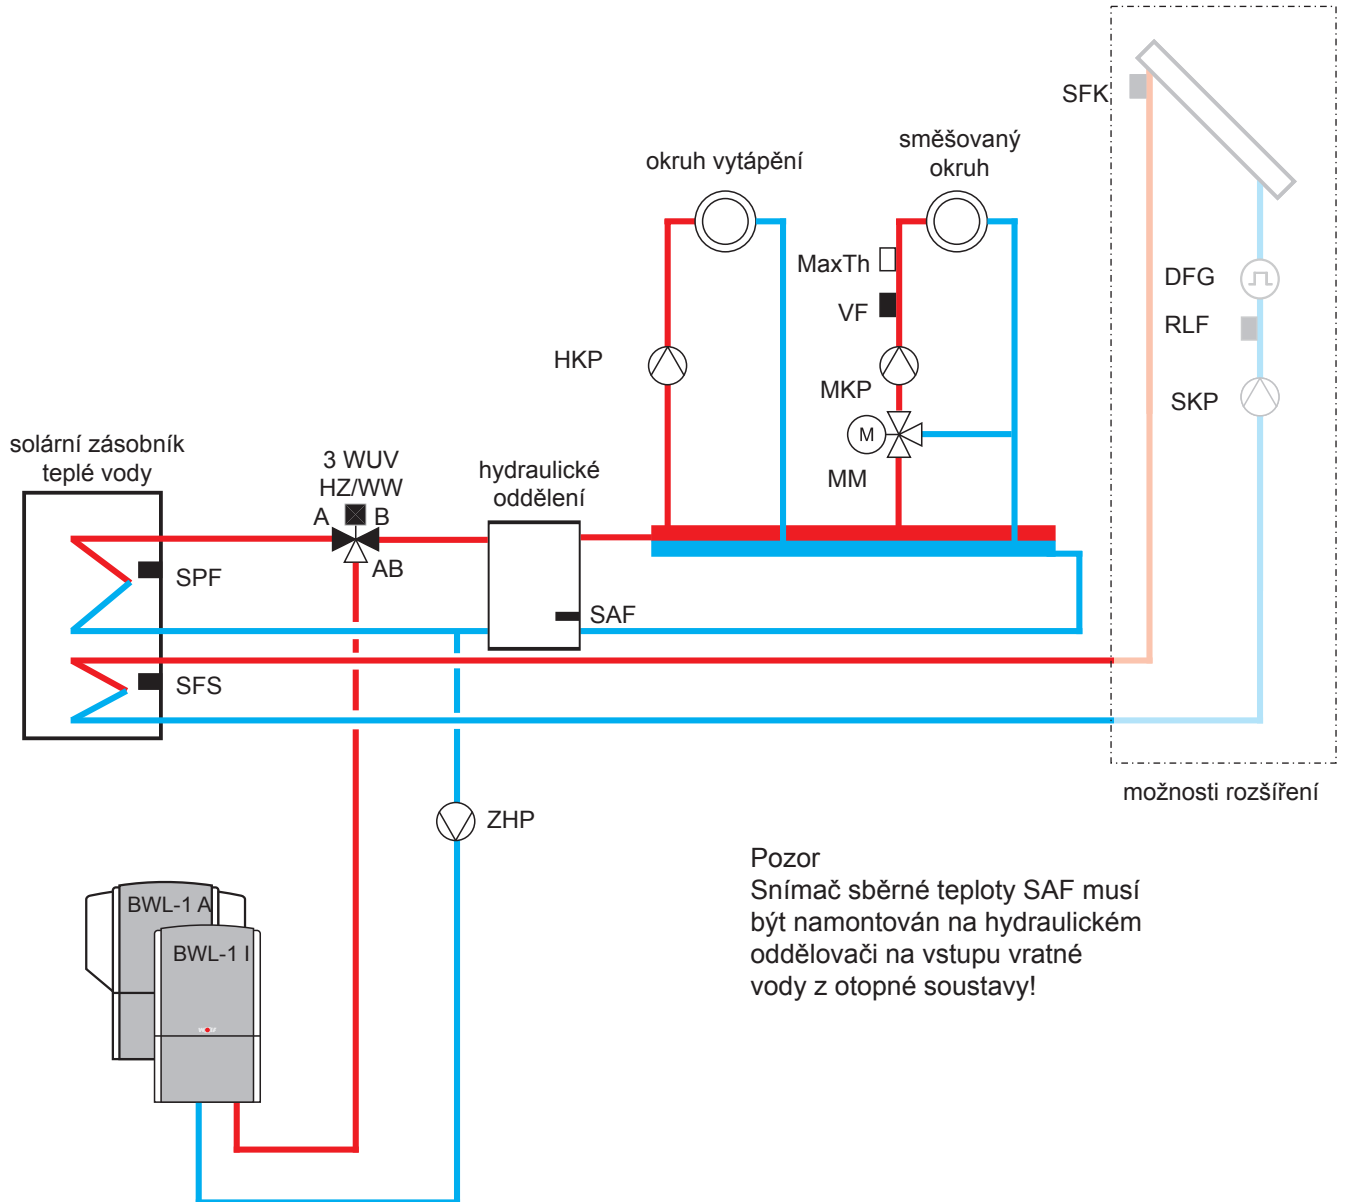 SFK
směšovaný
okruh
okruh vytápění
MaxTh
DFG
VF
RLF
HKP
MKP
SKP
M
MM
solární zásobník
teplé vody
3 WUV
HZ/WW
A
B
AB
hydraulické
oddělení
SPF
SAF
SFS
možnosti rozšíření
ZHP
Pozor
Snímač sběrné teploty SAF musí
být namontován na hydraulickém
oddělovači na vstupu vratné
vody z otopné soustavy!
BWL-1 A
BWL-1 I